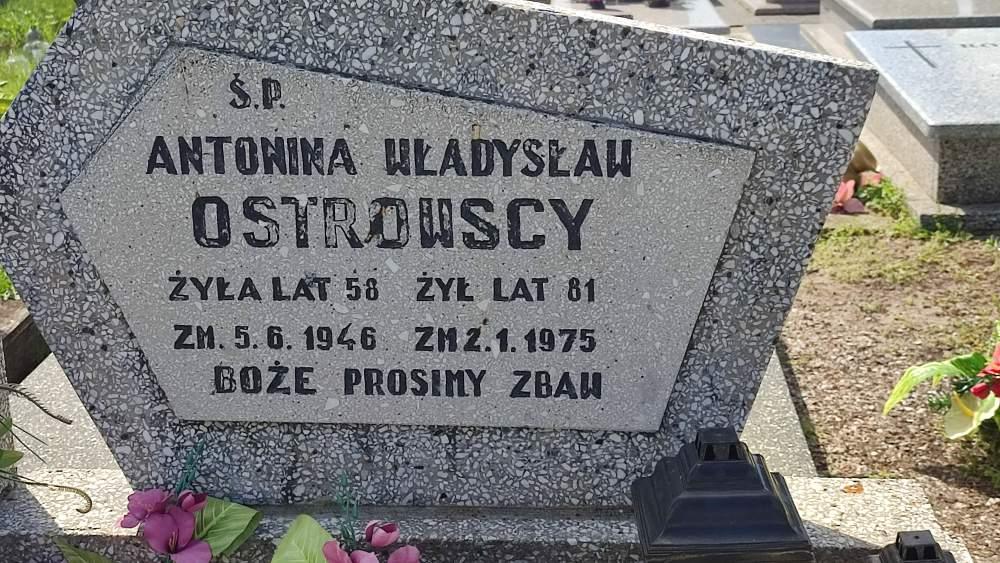 Ś.P.
ANTONINA WŁADYSŁAW
OSTROWSCY
ŻYŁA LAT 58 ŻYŁ LAT 81
ZM. 5.6.1946 ZM 2.1.1975
BOŻE PROSIMY ZBAW